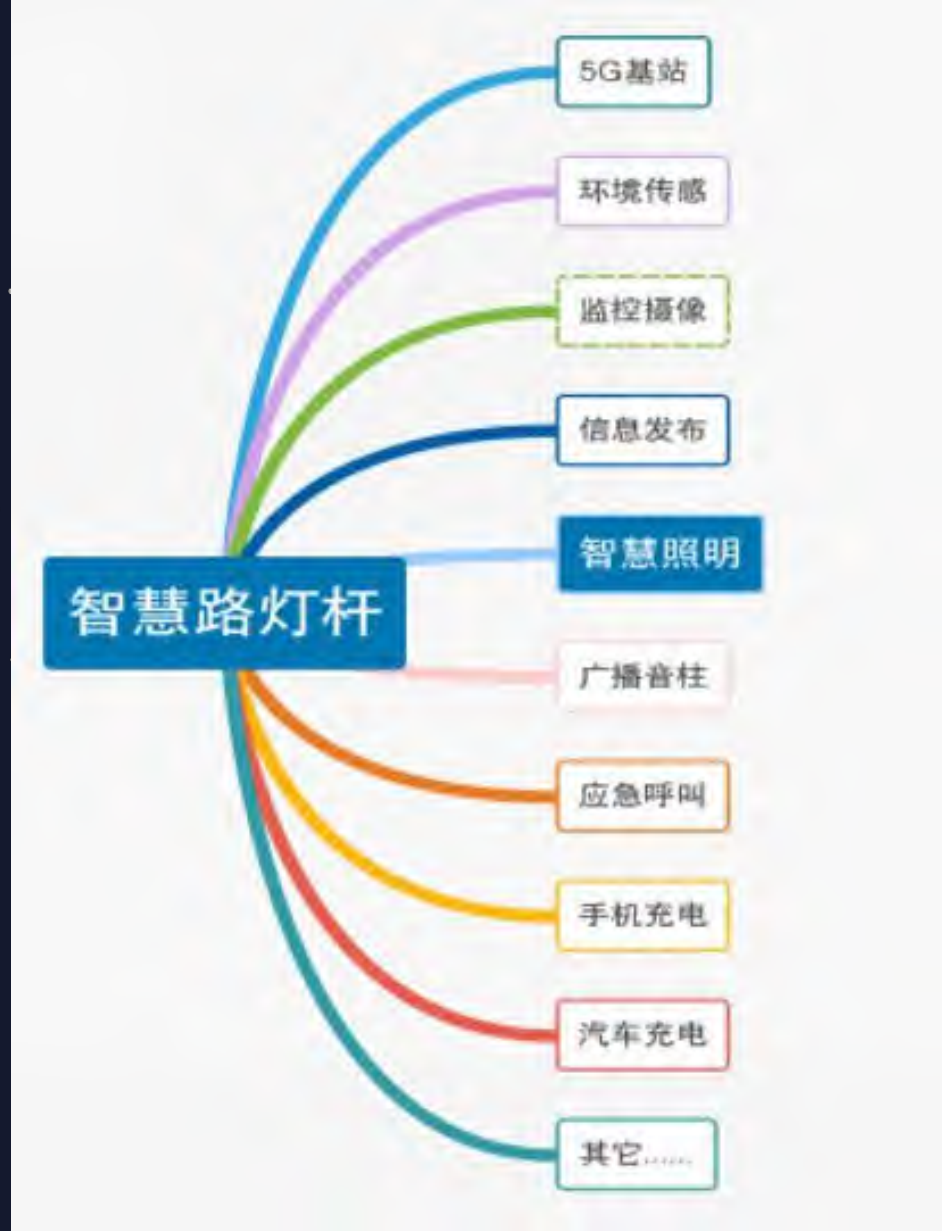 5G基站
环境传感
监控摄像
信息发布
智慧照明
智慧路灯杆
广播音柱
应急呼叫
手机充电
汽车充电
其它……